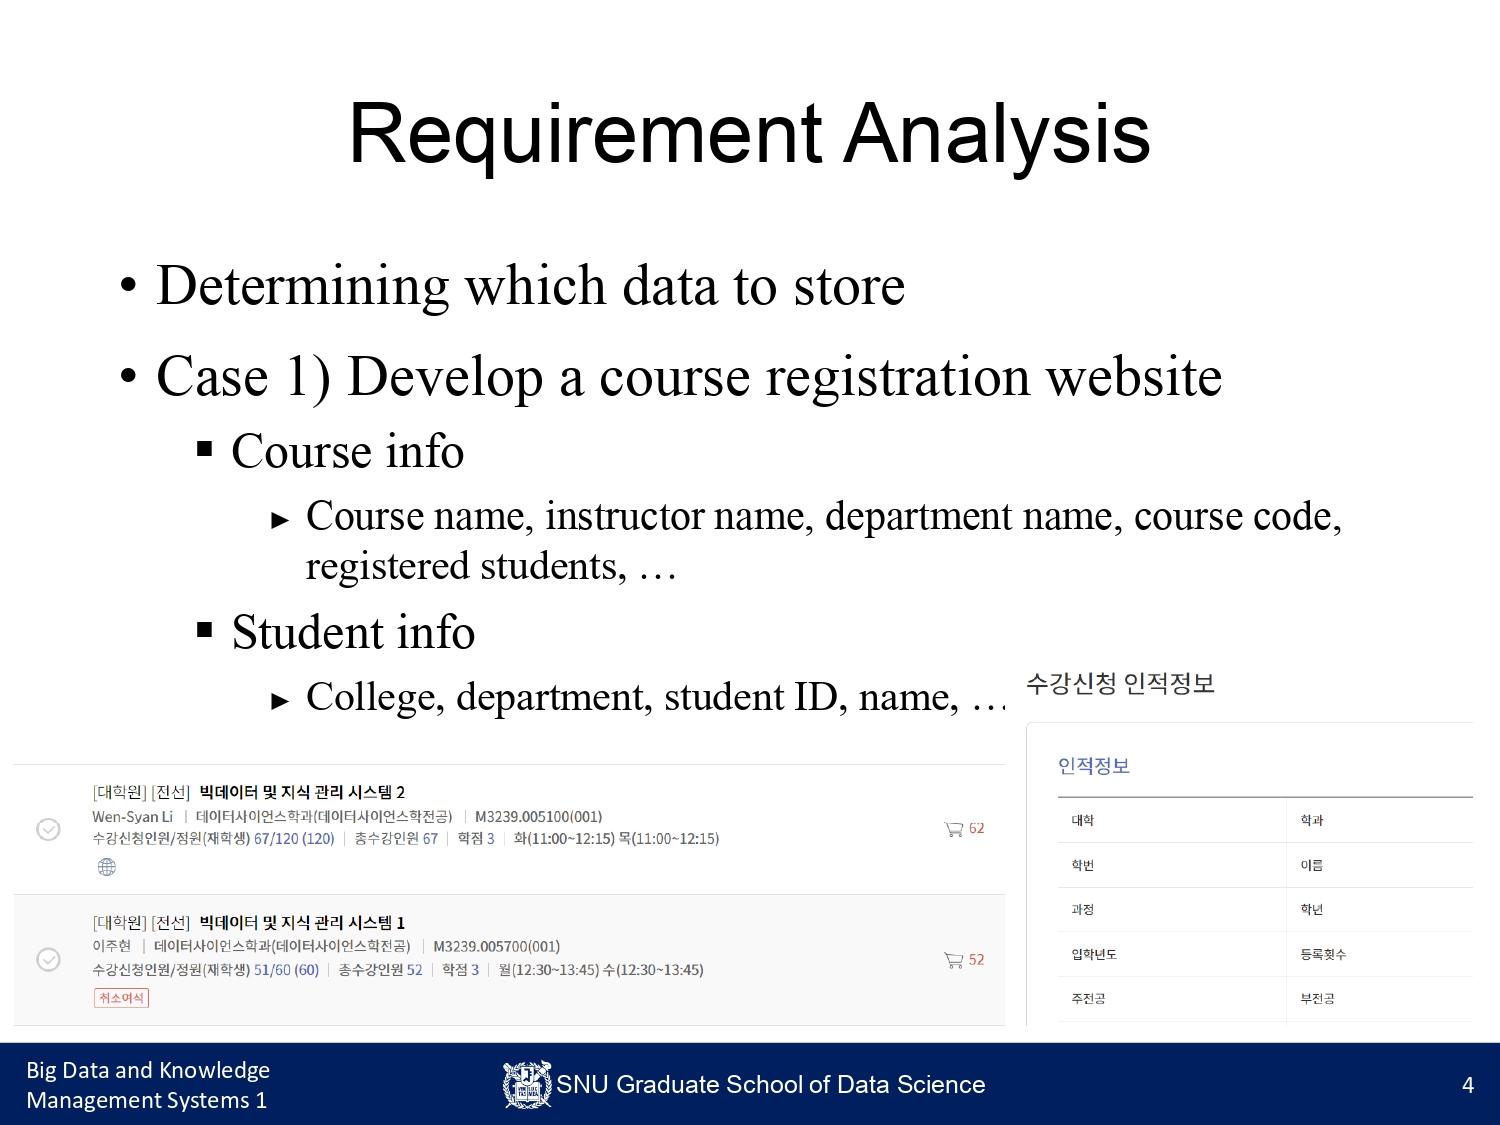 Requirement Analysis
• Determining which data to store
• Case 1) Develop a course registration website
▪ Course info
► Course name, instructor name, department name, course code,
registered students, …
▪ Student info
► College, department, student ID, name, …
수강신청 인적정보
인적정보
대학 학과
학번 이름
과정 학년
입학년도 등록횟수
주전공 부전공
[대학원] [전선] 빅데이터 및 지식 관리 시스템 2
Wen-Syan Li | 데이터사이언스학과(데이터사이언스학전공) | M3239.005100(001)
수강신청인원/정원(재학생) 67/120 (120) | 총수강인원 67 | 학점 3 | 화(11:00~12:15) 목(11:00~12:15)
62
[대학원] [전선] 빅데이터 및 지식 관리 시스템 1
이주현 | 데이터사이언스학과(데이터사이언스학전공) | M3239.005700(001)
수강신청인원/정원(재학생) 51/60 (60) | 총수강인원 52 | 학점 3 | 월(12:30~13:45) 수(12:30~13:45)
52
취소여석
Big Data and Knowledge
Management Systems 1
SNU Graduate School of Data Science
4